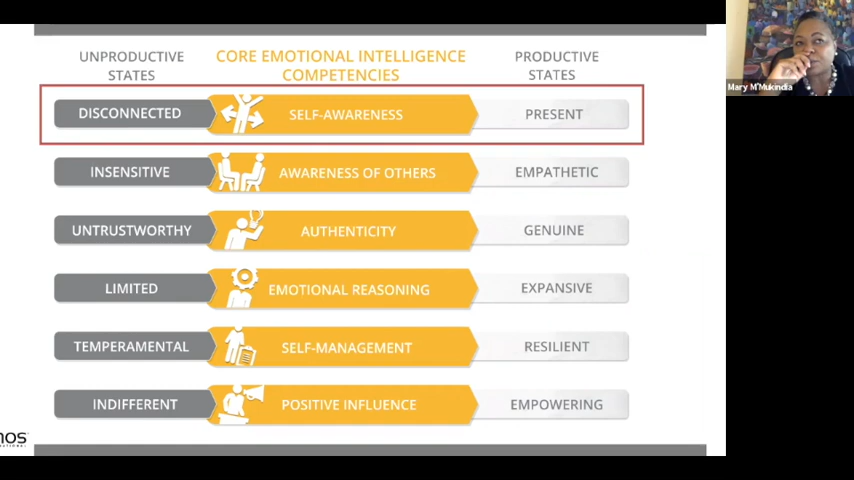 UNPRODUCTIVE
STATES
CORE EMOTIONAL INTELLIGENCE
COMPETENCIES
PRODUCTIVE
STATES
DISCONNECTED
SELF-AWARENESS
PRESENT
INSENSITIVE
AWARENESS OF OTHERS
EMPATHETIC
UNTRUSTWORTHY
AUTHENTICITY
GENUINE
LIMITED
EMOTIONAL REASONING
EXPANSIVE
TEMPERAMENTAL
SELF-MANAGEMENT
RESILIENT
INDIFFERENT
POSITIVE INFLUENCE
EMPOWERING
nos
Mary M'Mukindia